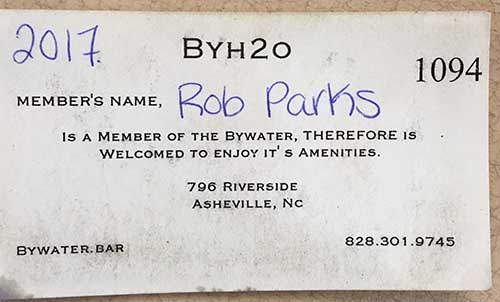 2017.
BYH2O
1094
MEMBER'S NAME, Rob Parks
IS A MEMBER OF THE BYWATER, THEREFORE IS
WELCOMED TO ENJOY IT' S AMENITIES.
796 RIVERSIDE
ASHEVILLE, NC
BYWATER.BAR
828.301.9745